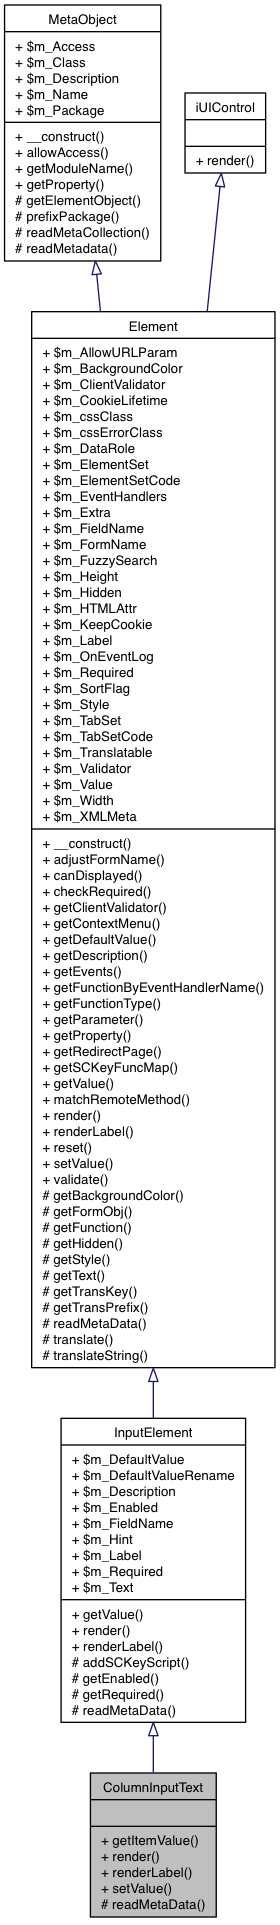 MetaObject
+ $m_Access
+ $m_Class
+ $m_Description
+ $m_Name
+ $m_Package
+ __construct()
+ allowAccess()
+ getModuleName()
+ getProperty()
# getElementObject()
# prefixPackage()
# readMetaCollection()
# readMetadata()
iUIControl
+ render()
Element
+ $m_AllowURLParam
+ $m_BackgroundColor
+ $m_ClientValidator
+ $m_CookieLifetime
+ $m_cssClass
+ $m_cssErrorClass
+ $m_DataRole
+ $m_ElementSet
+ $m_ElementSetCode
+ $m_EventHandlers
+ $m_Extra
+ $m_FieldName
+ $m_FormName
+ $m_FuzzySearch
+ $m_Height
+ $m_Hidden
+ $m_HTMLAttr
+ $m_KeepCookie
+ $m_Label
+ $m_OnEventLog
+ $m_Required
+ $m_SortFlag
+ $m_Style
+ $m_TabSet
+ $m_TabSetCode
+ $m_Translatable
+ $m_Validator
+ $m_Value
+ $m_Width
+ $m_XMLMeta
+ __construct()
+ adjustFormName()
+ canDisplayed()
+ checkRequired()
+ getClientValidator()
+ getContextMenu()
+ getDefaultValue()
+ getDescription()
+ getEvents()
+ getFunctionByEventHandlerName()
+ getFunctionType()
+ getParameter()
+ getProperty()
+ getRedirectPage()
+ getSCKeyFuncMap()
+ getValue()
+ matchRemoteMethod()
+ render()
+ renderLabel()
+ reset()
+ setValue()
+ validate()
# getBackgroundColor()
# getFormObj()
# getFunction()
# getHidden()
# getStyle()
# getText()
# getTransKey()
# getTransPrefix()
# readMetaData()
# translate()
# translateString()
InputElement
+ $m_DefaultValue
+ $m_DefaultValueRename
+ $m_Description
+ $m_Enabled
+ $m_FieldName
+ $m_Hint
+ $m_Label
+ $m_Required
+ $m_Text
+ getValue()
+ render()
+ renderLabel()
# addSCKeyScript()
# getEnabled()
# getRequired()
# readMetaData()
ColumnInputText
+ getItemValue()
+ render()
+ renderLabel()
+ setValue()
# readMetaData()